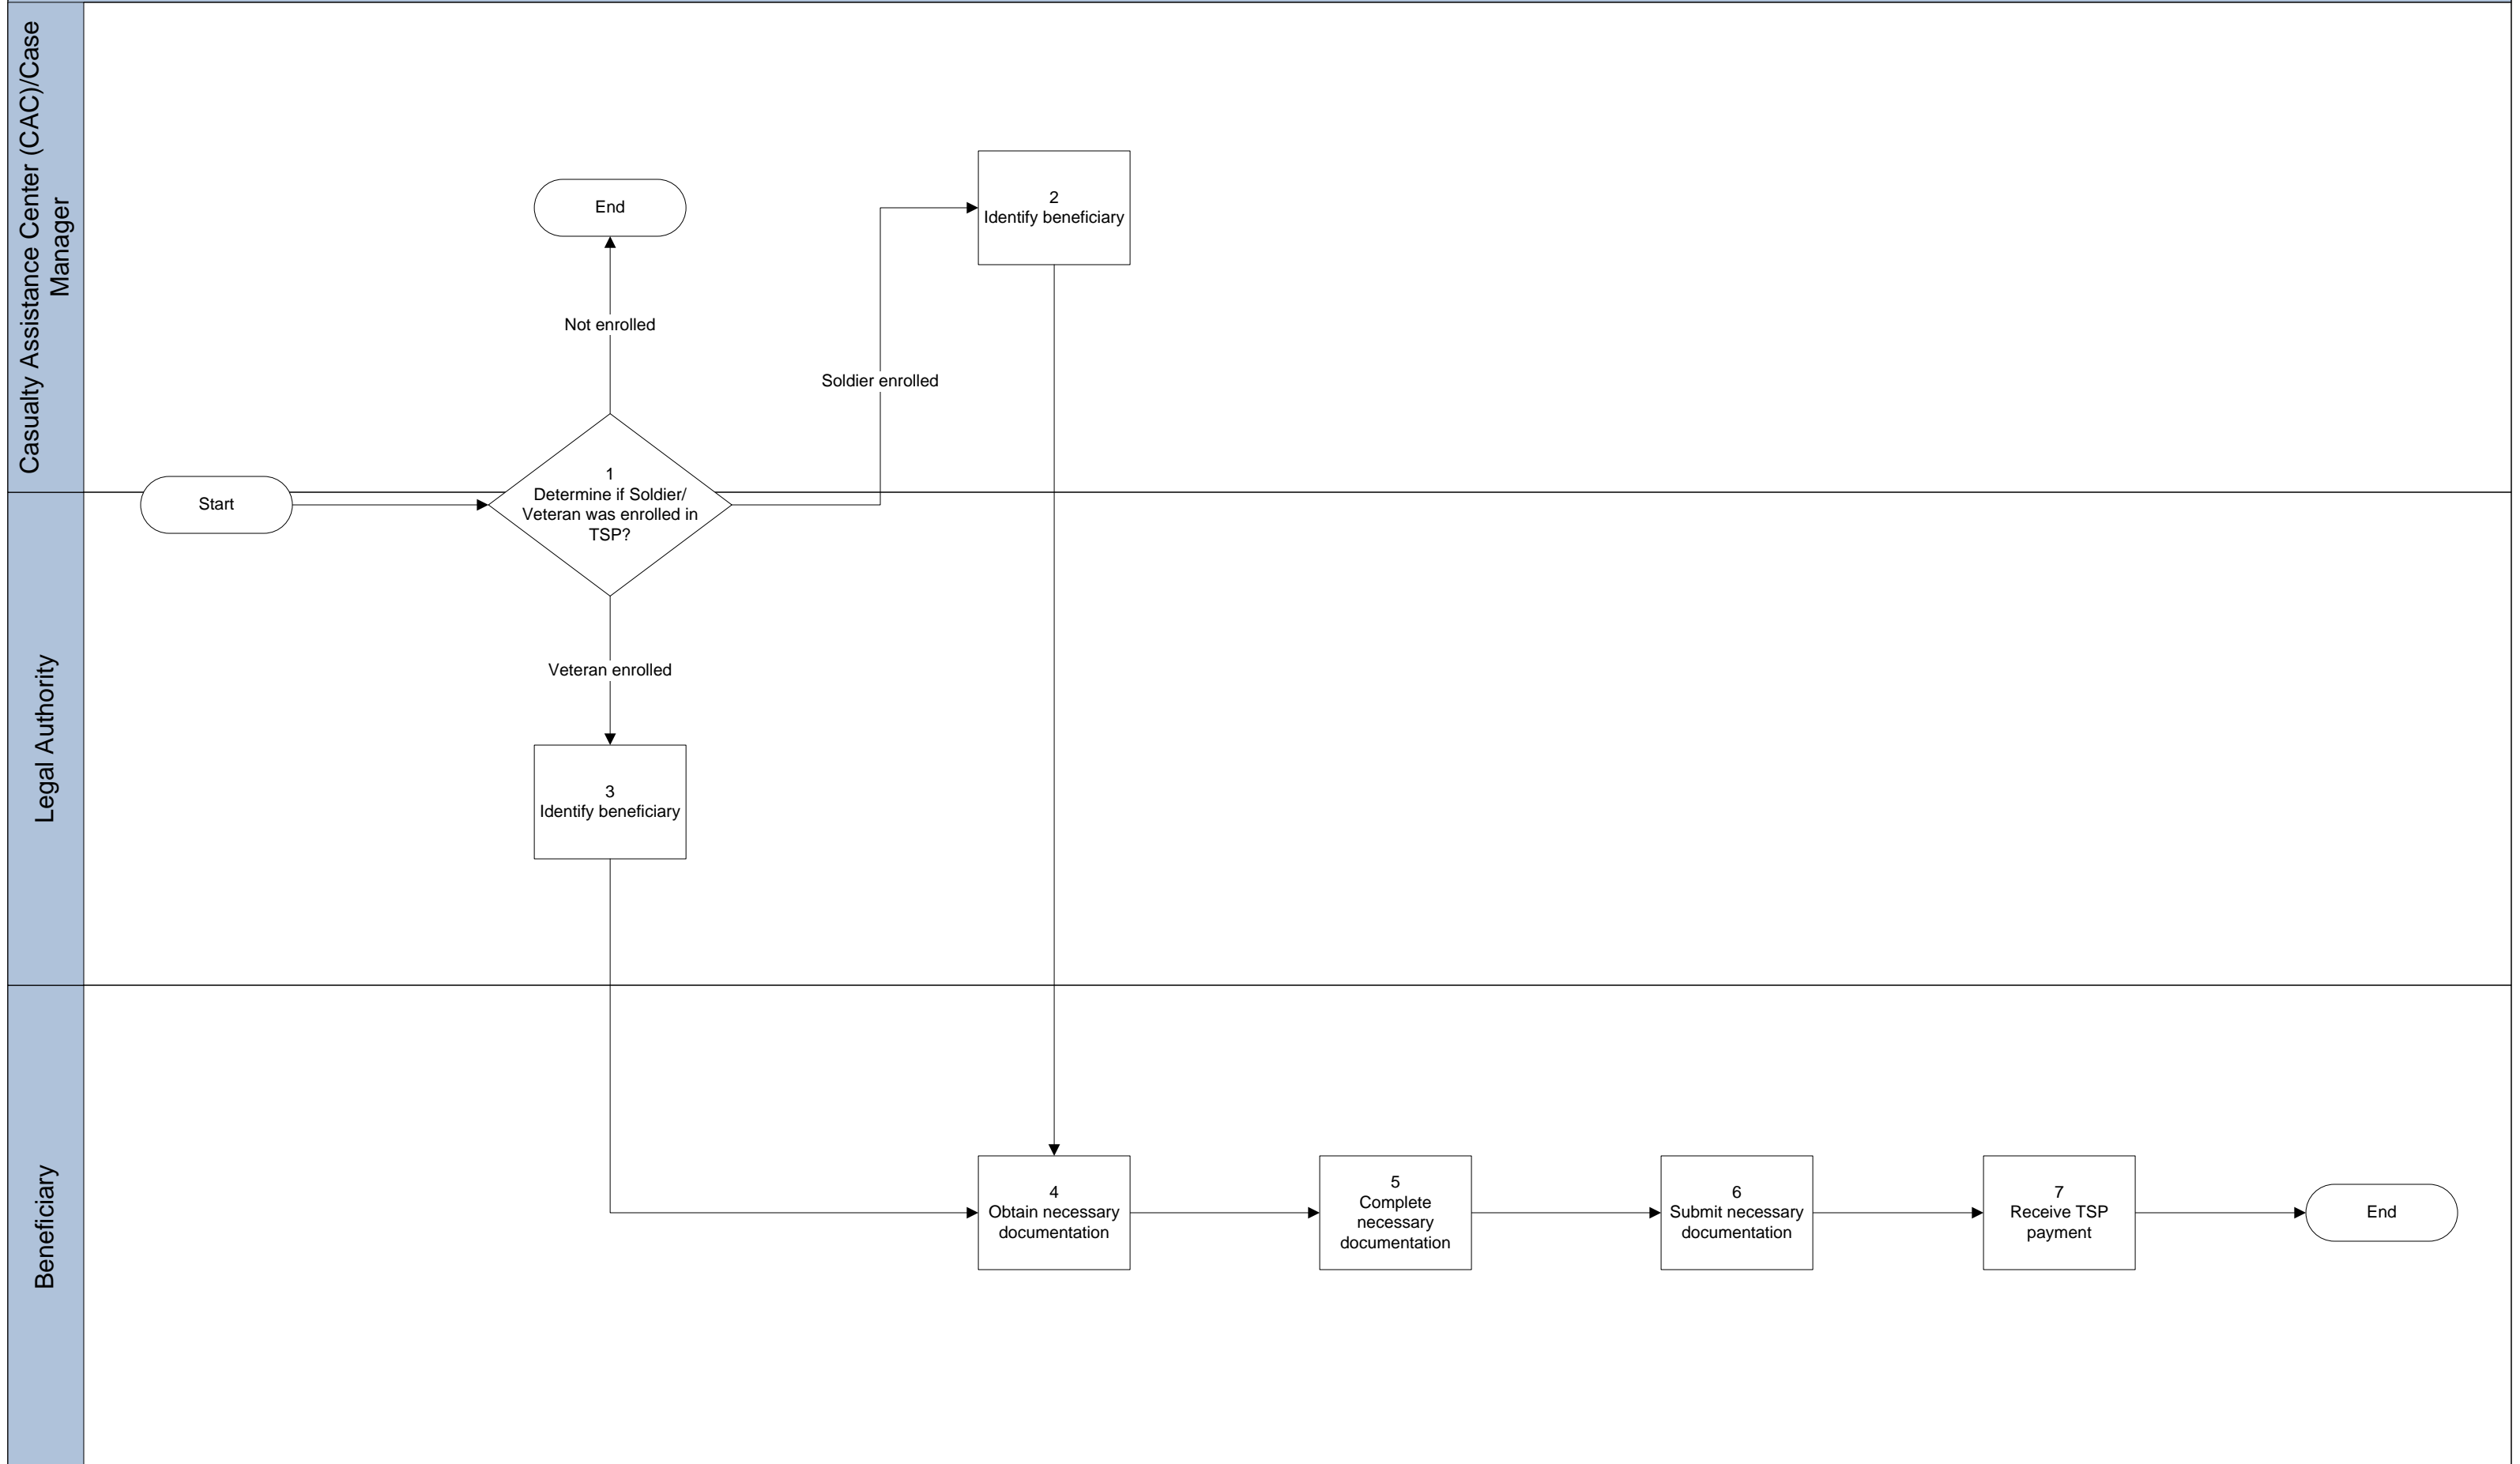 Casualty Assistance Center (CAC)/Case
Manager
End
Not enrolled
2
Identify beneficiary
Soldier enrolled
Start
1
Determine if Soldier/
Veteran was enrolled in
TSP?
Legal Authority
Veteran enrolled
3
Identify beneficiary
Beneficiary
4
Obtain necessary
documentation
5
Complete
necessary
documentation
6
Submit necessary
documentation
7
Receive TSP
payment
End